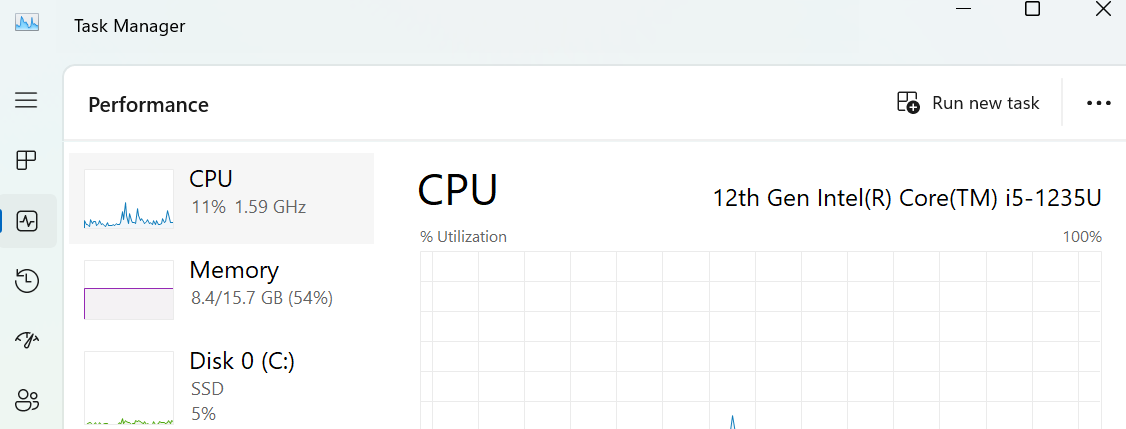 Task Manager
Performance
Run new task
CPU
11% 1.59 GHz
Memory
8.4/15.7 GB (54%)
Disk 0 (C:)
SSD
5%
CPU
12th Gen Intel(R) Core(TM) i5-1235U
% Utilization
100%